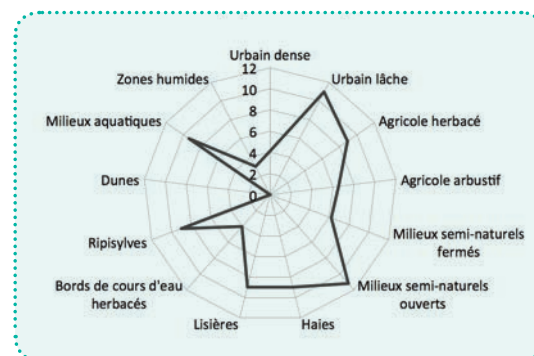 Urbain dense
12
10
8
6
4
2
0
Urbain lâche
Agricole herbacé
Agricole arbustif
Milieux semi-naturels
fermés
Milieux semi-naturels
ouverts
Haies
Lisières
Bords de cours d'eau
herbacés
Ripisylves
Dunes
Milieux aquatiques
Zones humides